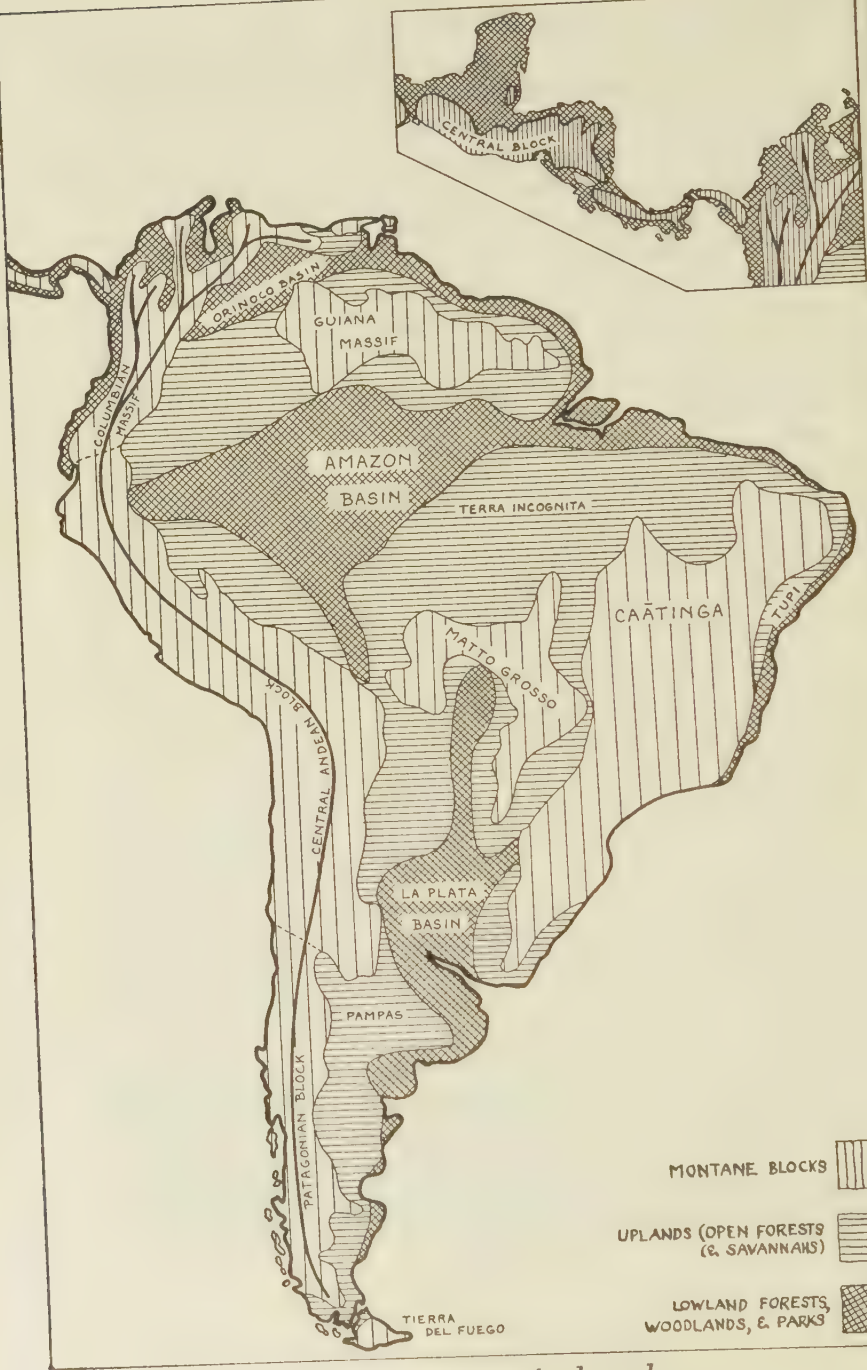 CENTRAL BLOCK
ORINOCO BASIN
GUIANA
MASSIF
COLUMBIAN
MASSIF
AMAZON
BASIN
TERRA INCOGNITA
CAĀTINGA
TUPI
MATTO GROSSO
CENTRAL ANDEAN BLOCK
LA PLATA
BASIN
PAMPAS
PATAGONIAN BLOCK
TIERRA
DEL FUEGO
MONTANE BLOCKS
UPLANDS (OPEN FORESTS
(& SAVANNAHS)
LOWLAND FORESTS,
WOODLANDS, & PARKS